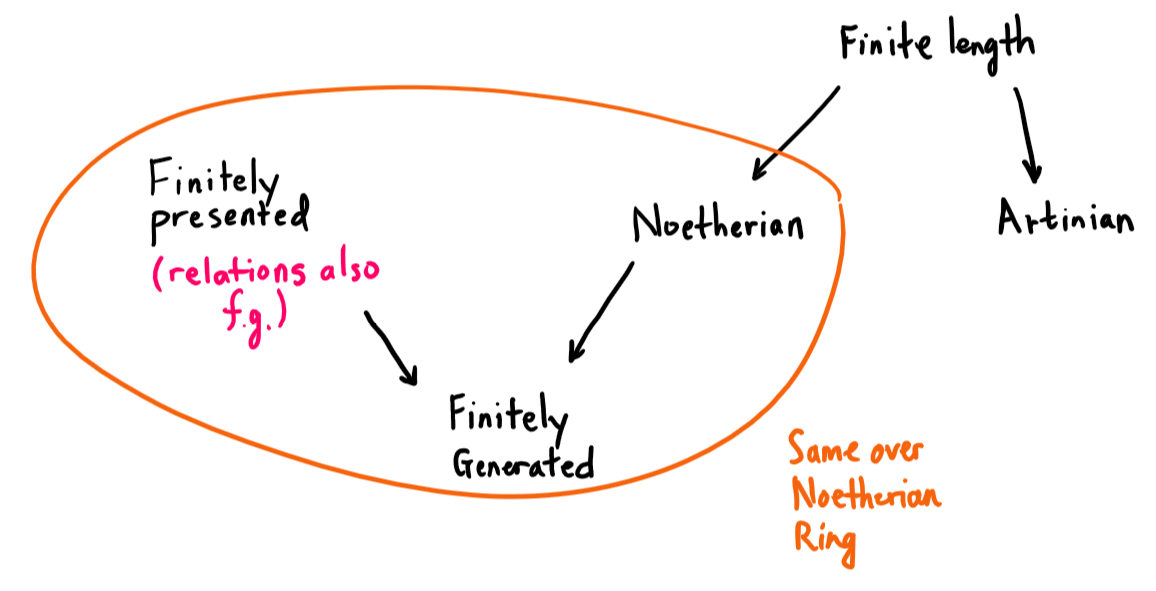 Finite length
Finitely
presented
(relations also
f.g.)
Noetherian
Artinian
Finitely
Generated
Same over
Noetherian
Ring